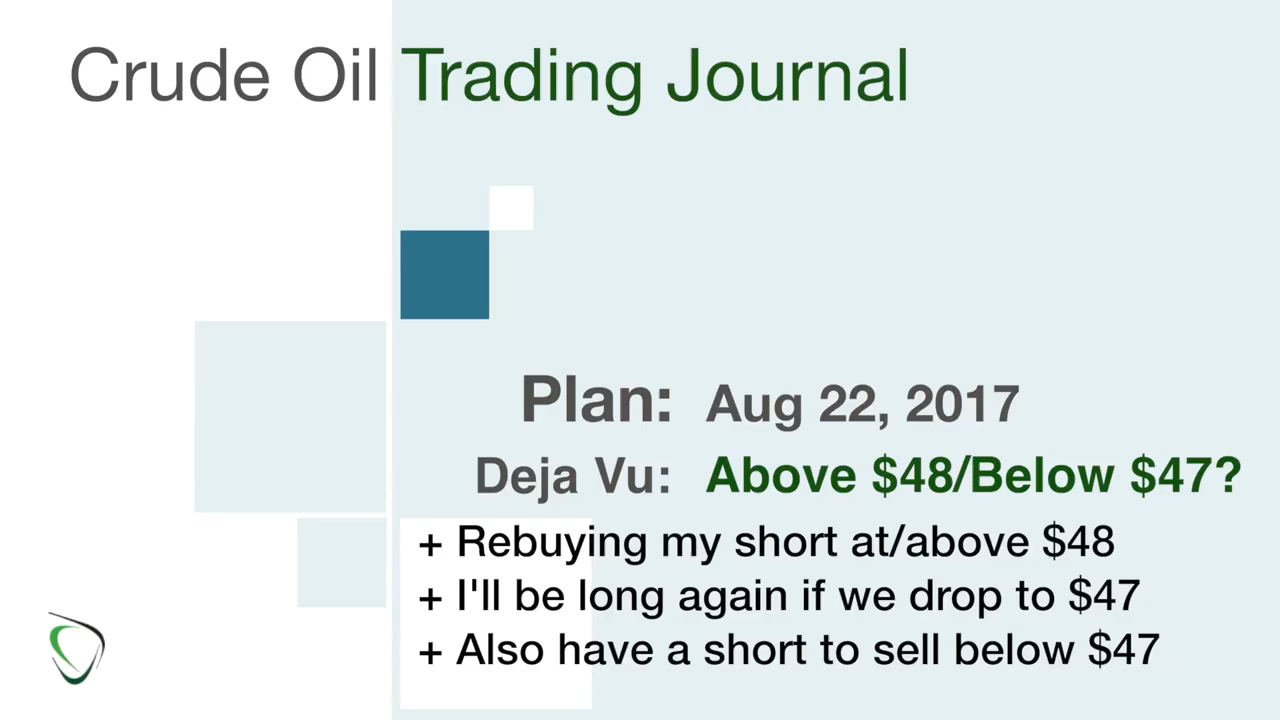 Crude Oil Trading Journal
Plan: Aug 22, 2017
Deja Vu: Above $48/Below $47?
+ Rebuying my short at/above $48
+ I'll be long again if we drop to $47
+ Also have a short to sell below $47